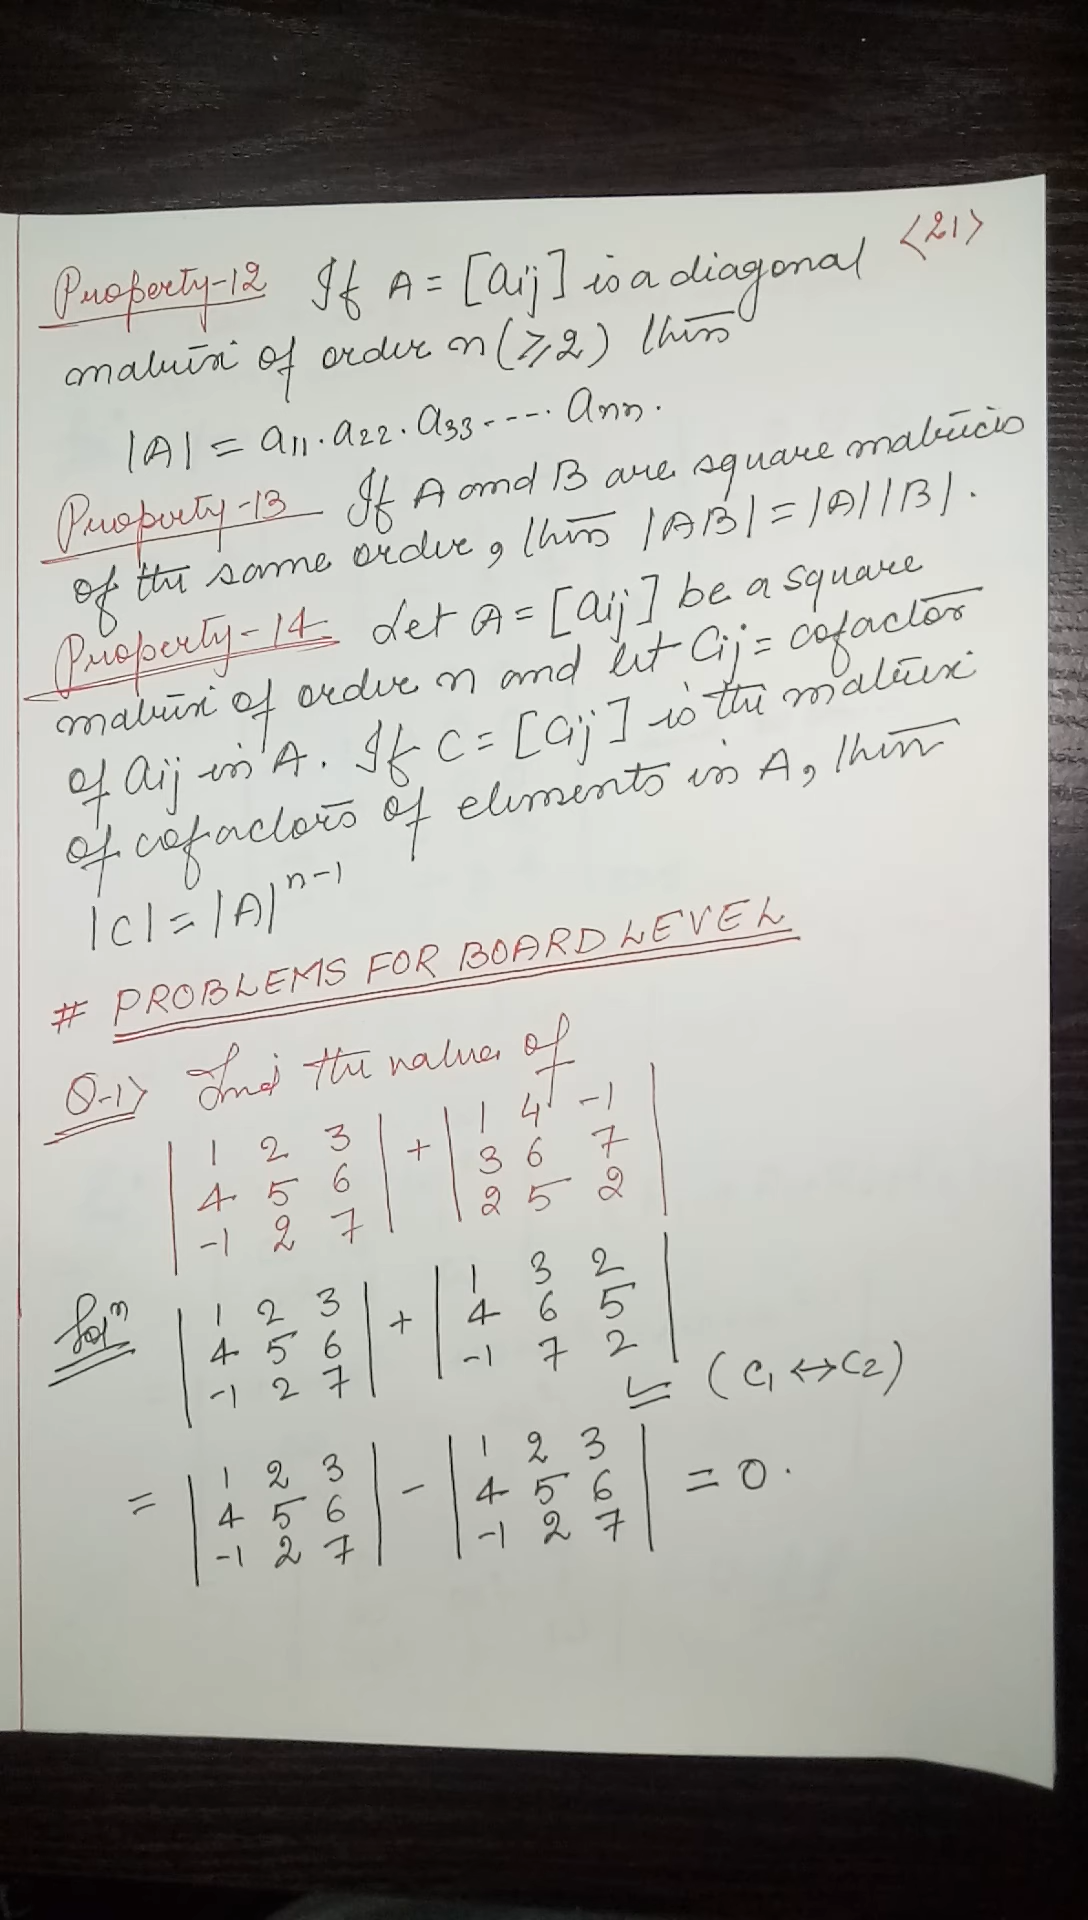 <21>
Property-12 If A = [aij] is a diagonal
matrix of order n (≥2) then
|A| = a11.a22.a33----.ann.
Property-13 If A and B are square matrices
of the same order, then |AB| = |A||B|.
Property-14 Let A = [aij] be a square
matrix of order n and let Cij = cofactor
of aij in A. If C = [Cij] is the matrix
of cofactors of elements in A, then
|C| = |A|^n-1
# PROBLEMS FOR BOARD LEVEL
Q-1> Find the value of
| 1 2 3 | + | 1 4 -1 |
| 4 5 6 | | 3 6 7 |
| -1 2 7 | | 2 5 2 |
Sol^n | 1 2 3 | + | 1 3 2 |
| 4 5 6 | | 4 6 5 |
| -1 2 7 | | -1 7 2 |
(C1 ↔ C2)
= | 1 2 3 | - | 1 2 3 | = 0.
| 4 5 6 | | 4 5 6 |
| -1 2 7 | | -1 2 7 |